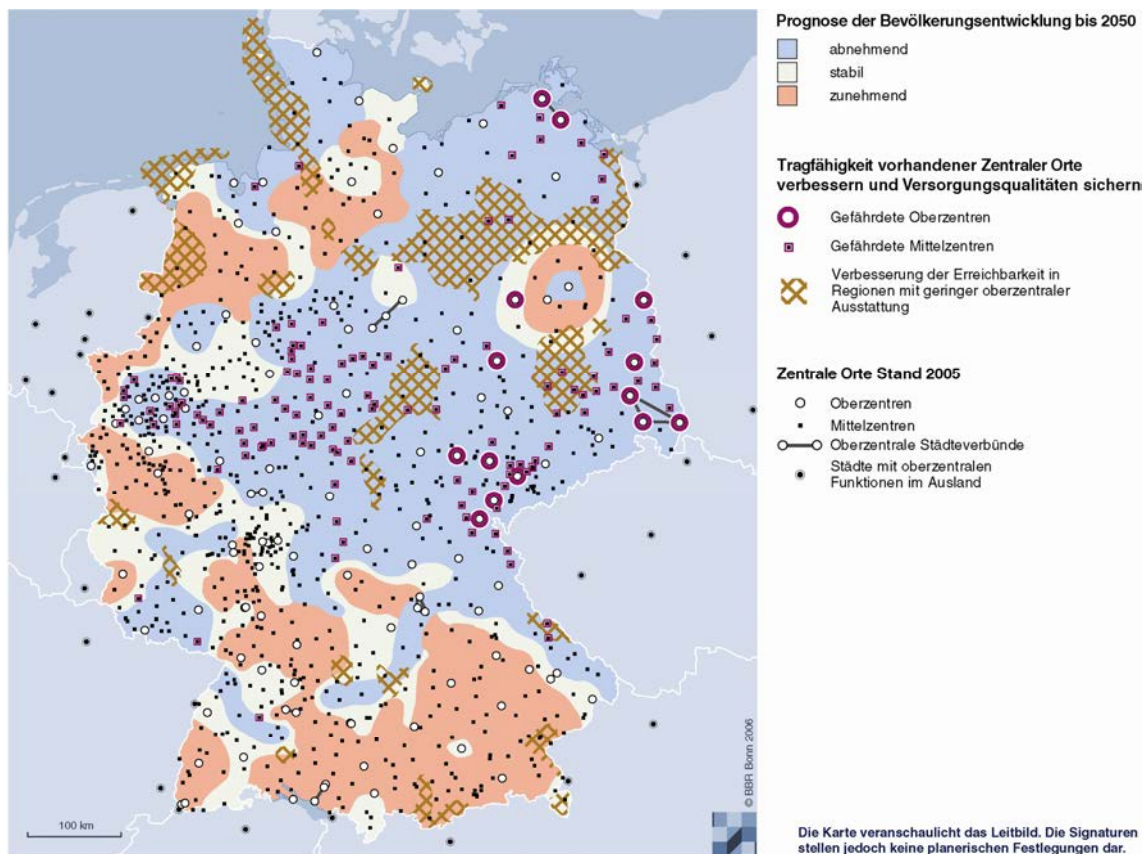 Prognose der Bevölkerungsentwicklung bis 2050
abnehmend
stabil
zunehmend
Tragfähigkeit vorhandener Zentraler Orte
verbessern und Versorgungsqualitäten sichern
Gefährdete Oberzentren
Gefährdete Mittelzentren
Verbesserung der Erreichbarkeit in
Regionen mit geringer oberzentraler
Ausstattung
Zentrale Orte Stand 2005
Oberzentren
Mittelzentren
Oberzentrale Städteverbünde
Städte mit oberzentralen
Funktionen im Ausland
100 km
© BBR Bonn 2006
Die Karte veranschaulicht das Leitbild. Die Signaturen
stellen jedoch keine planerischen Festlegungen dar.